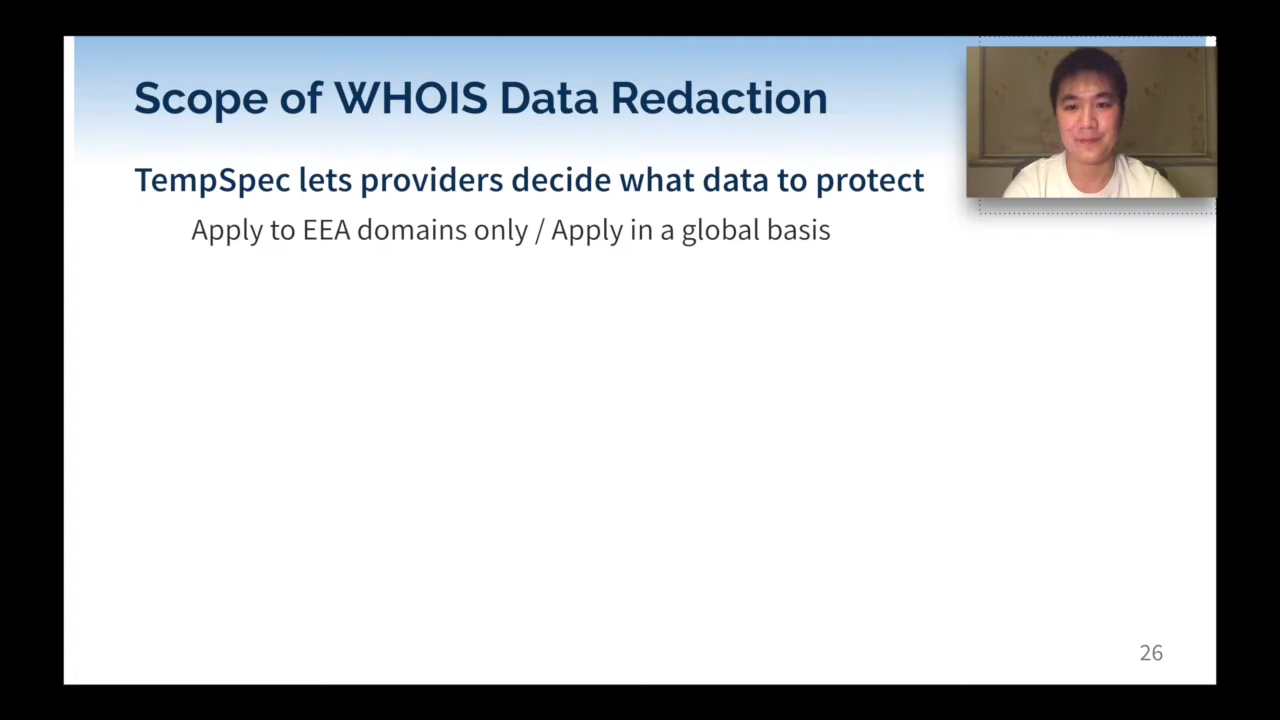 Scope of WHOIS Data Redaction
TempSpec lets providers decide what data to protect
Apply to EEA domains only / Apply in a global basis
26